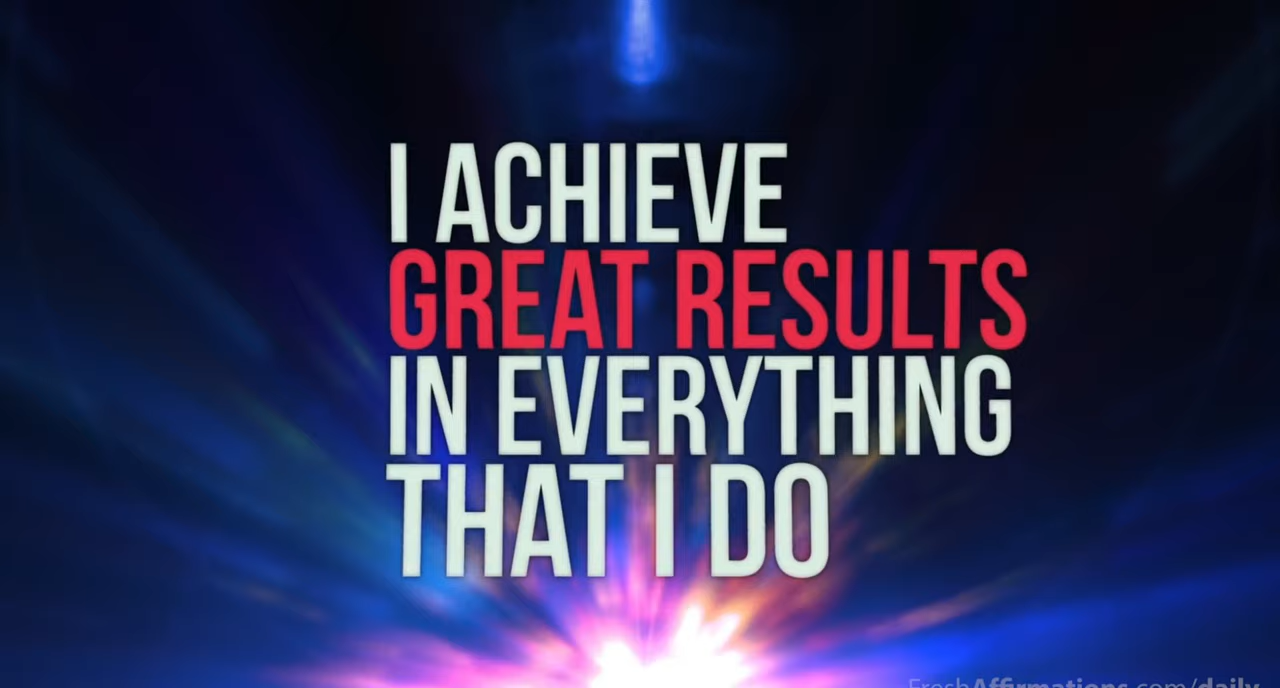 I ACHIEVE
GREAT RESULTS
IN EVERYTHING
THAT I DO
FreshAffirmations.com/daily